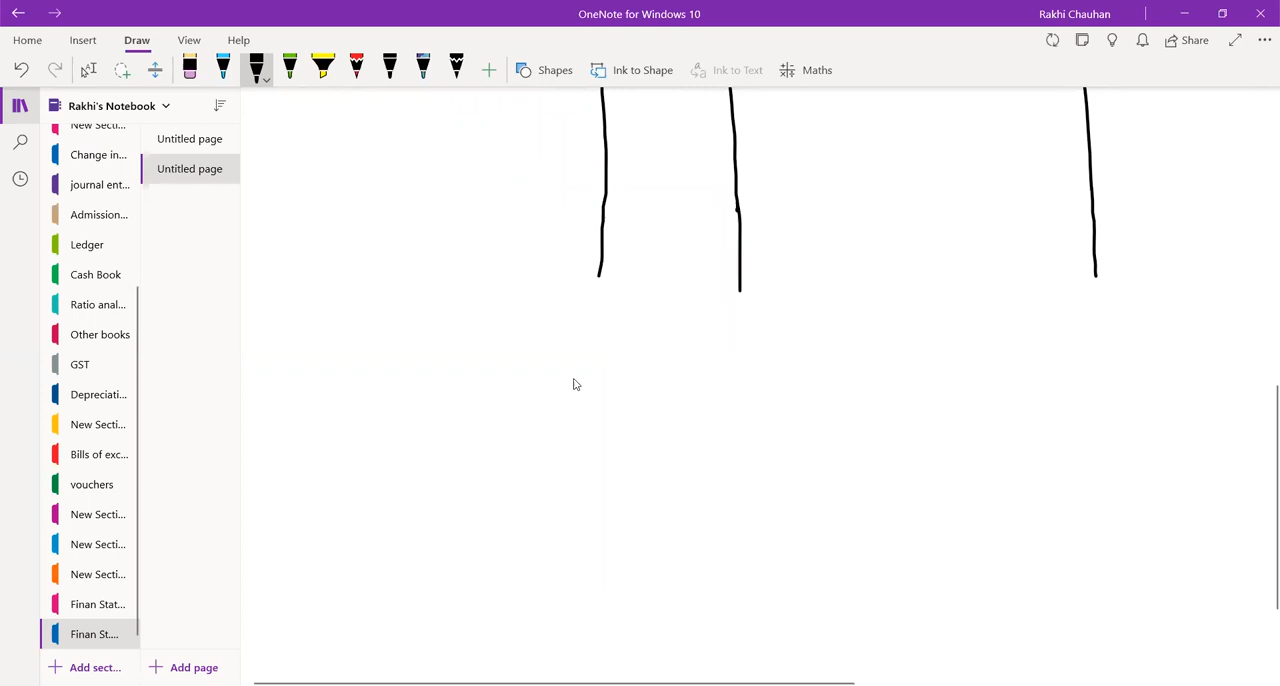 OneNote for Windows 10
Rakhi Chauhan
Home
Insert
Draw
View
Help
Share
Shapes
Ink to Shape
Ink to Text
Maths
Rakhi's Notebook
New Secti...
Change in...
journal ent...
Admission...
Ledger
Cash Book
Ratio anal...
Other books
GST
Depreciati...
New Secti...
Bills of exc...
vouchers
New Secti...
New Secti...
New Secti...
Finan Stat...
Finan St....
Add sect...
Untitled page
Untitled page
Add page